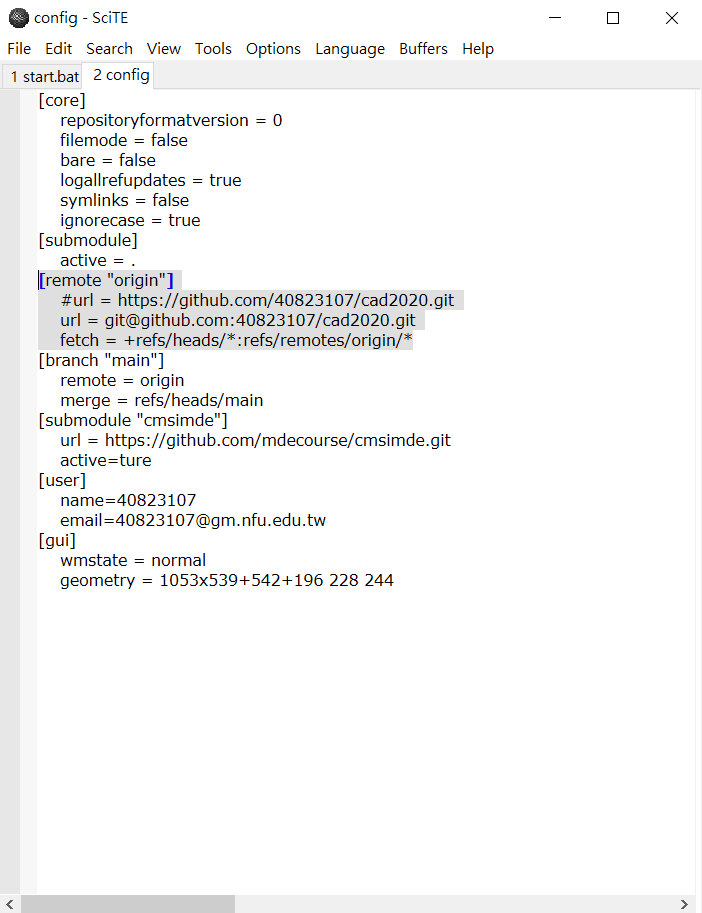 config - SciTE
File Edit Search View Tools Options Language Buffers Help
1 start.bat 2 config
[core]
repositoryformatversion = 0
filemode = false
bare = false
logallrefupdates = true
symlinks = false
ignorecase = true
[submodule]
active = .
[remote "origin"]
#url = https://github.com/40823107/cad2020.git
url = git@github.com:40823107/cad2020.git
fetch = +refs/heads/*:refs/remotes/origin/*
[branch "main"]
remote = origin
merge = refs/heads/main
[submodule "cmsimde"]
url = https://github.com/mdecourse/cmsimde.git
active=ture
[user]
name=40823107
email=40823107@gm.nfu.edu.tw
[gui]
wmstate = normal
geometry = 1053x539+542+196 228 244